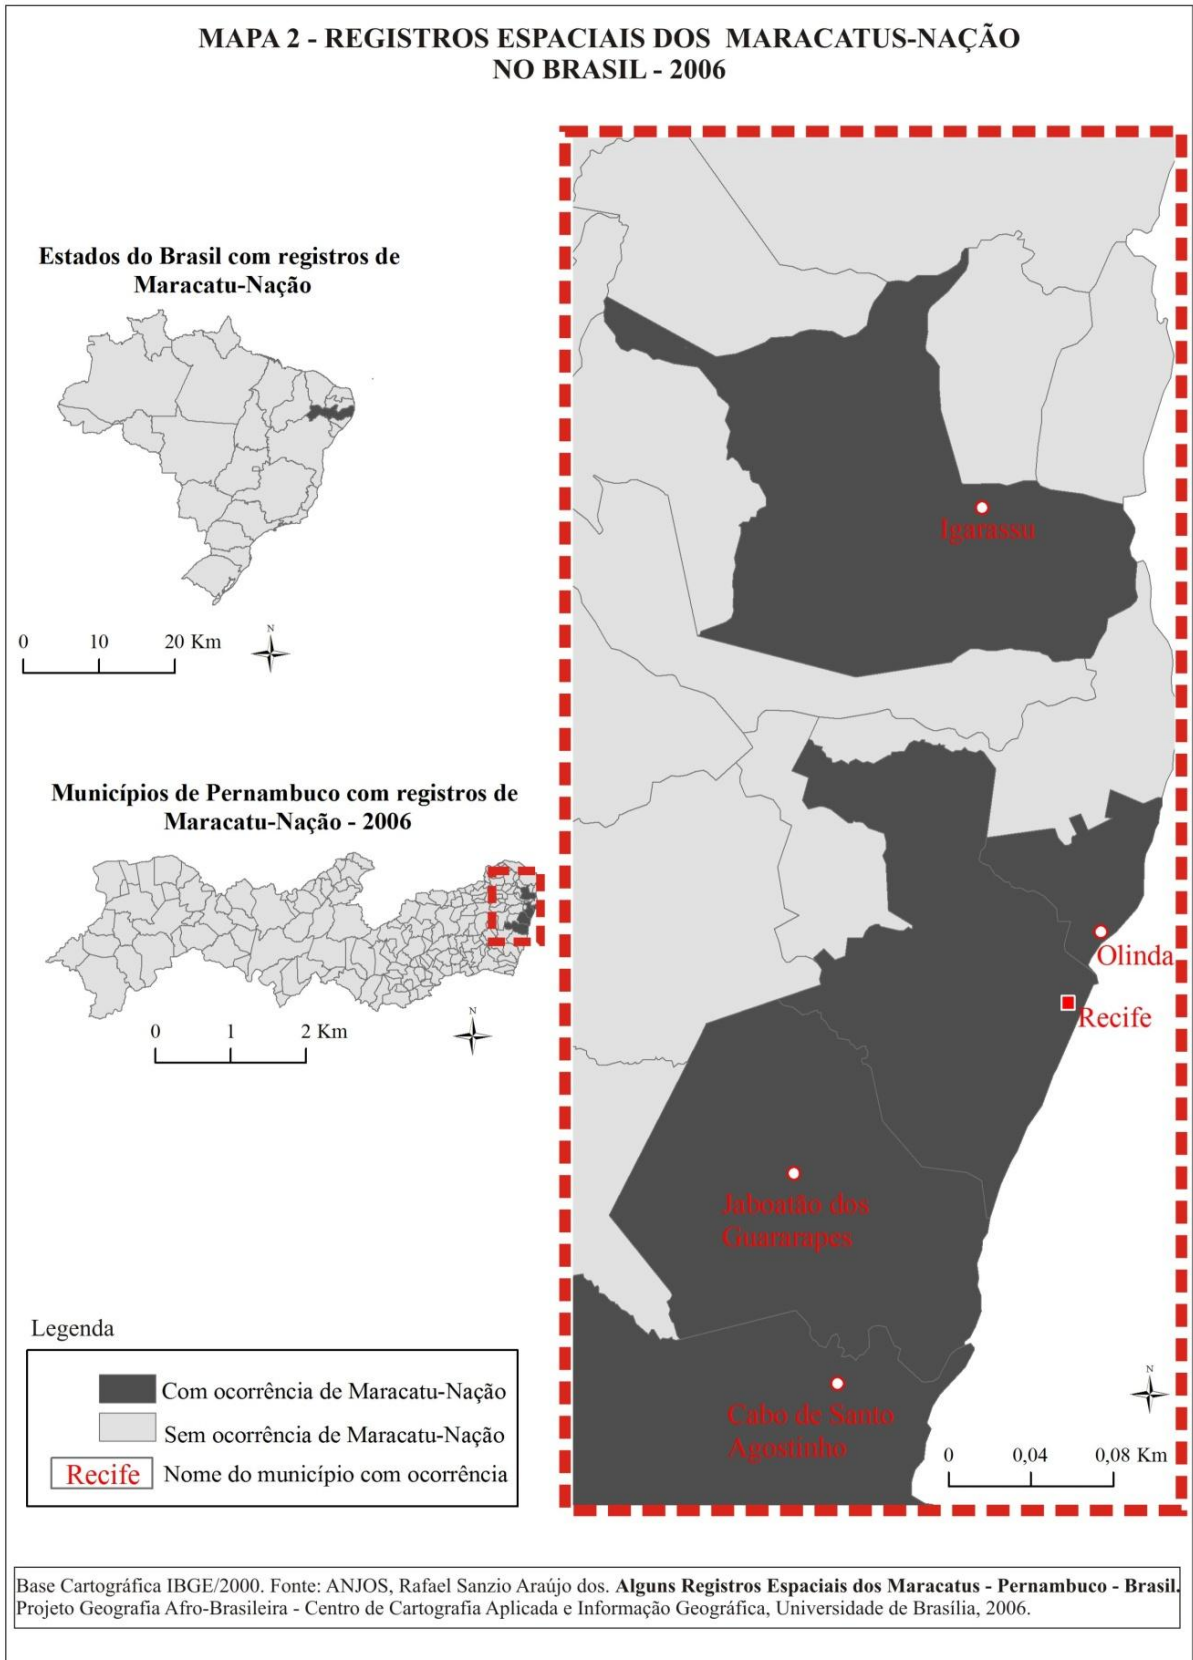 MAPA 2 - REGISTROS ESPACIAIS DOS MARACATUS-NAÇÃO
NO BRASIL - 2006
Estados do Brasil com registros de
Maracatu-Nação
0 10 20 Km
N
Municípios de Pernambuco com registros de
Maracatu-Nação - 2006
0 1 2 Km
N
Igarassu
Olinda
Recife
Jaboatão dos
Guararapes
Cabo de Santo
Agostinho
N
0 0,04 0,08 Km
Legenda
Com ocorrência de Maracatu-Nação
Sem ocorrência de Maracatu-Nação
Recife Nome do município com ocorrência
Base Cartográfica IBGE/2000. Fonte: ANJOS, Rafael Sanzio Araújo dos. Alguns Registros Espaciais dos Maracatus - Pernambuco - Brasil.
Projeto Geografia Afro-Brasileira - Centro de Cartografia Aplicada e Informação Geográfica, Universidade de Brasília, 2006.